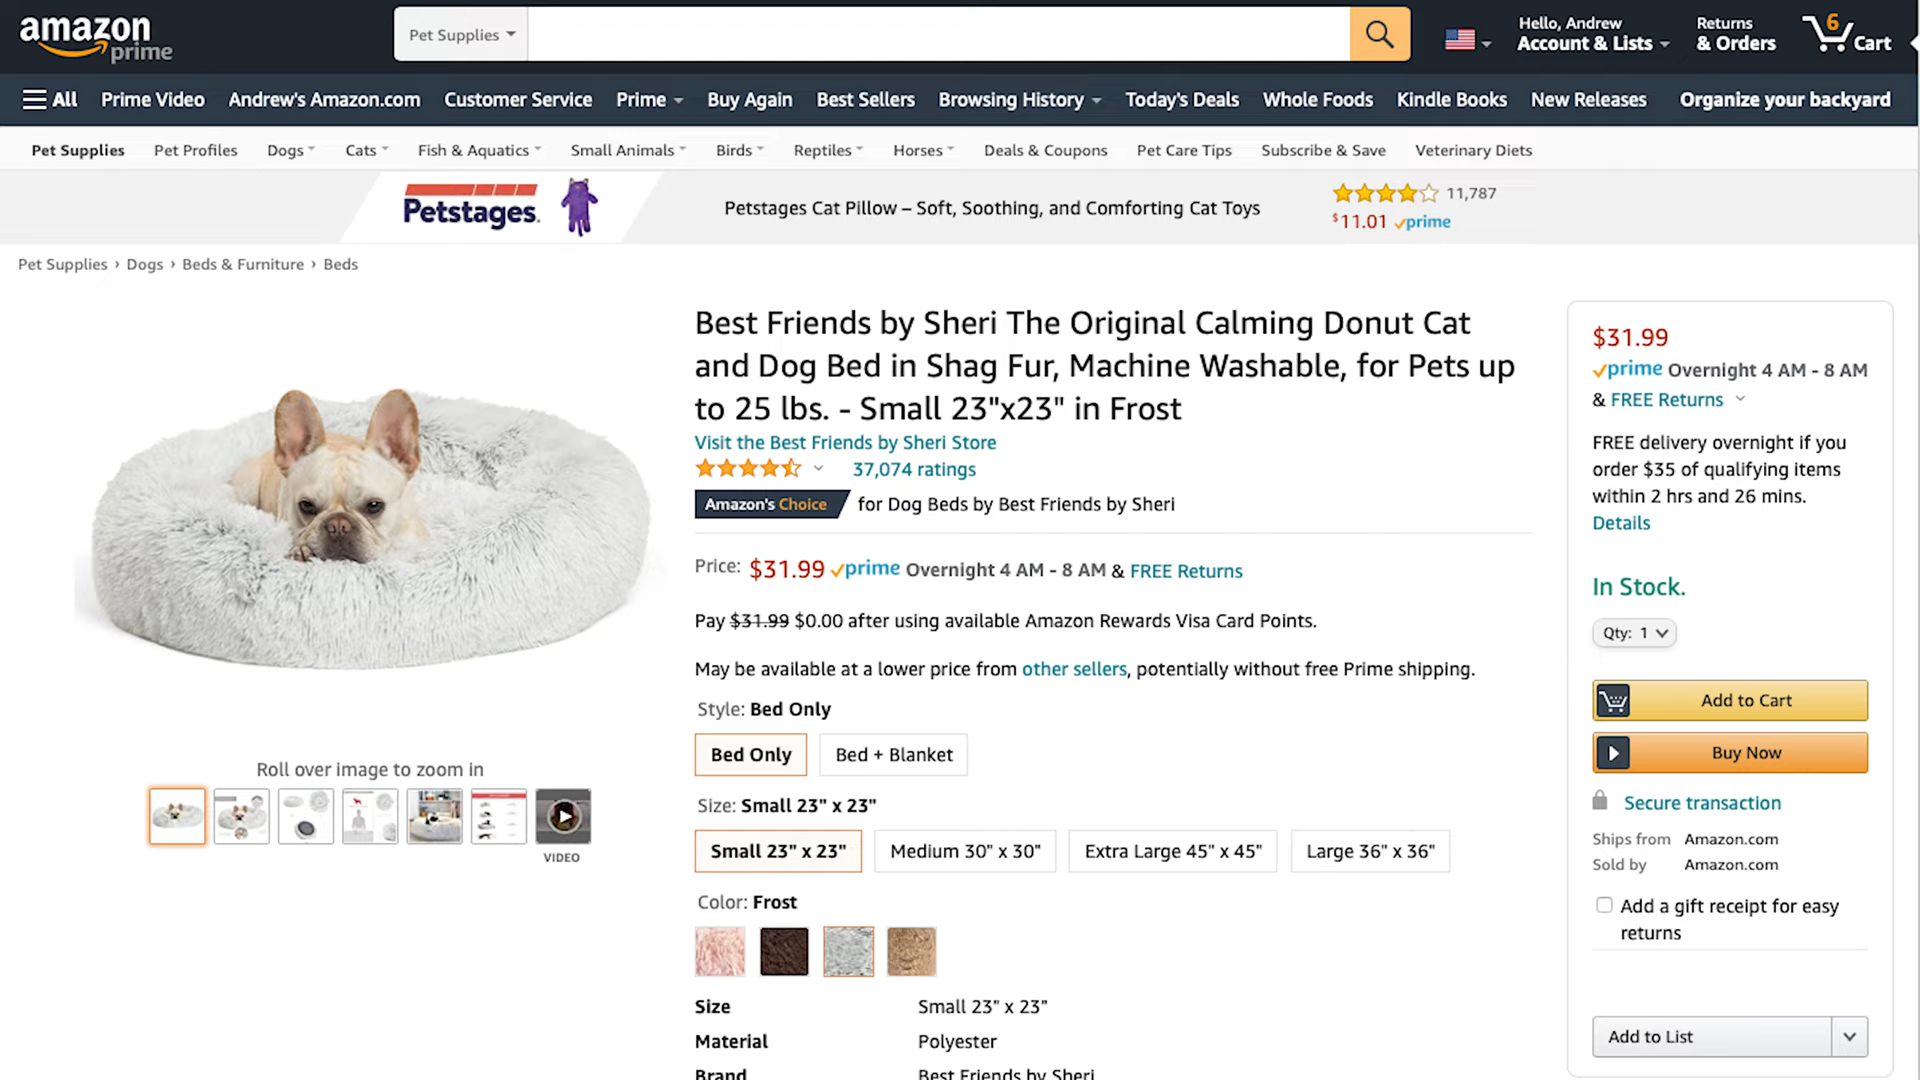 amazon
prime
Pet Supplies
Hello, Andrew
Account & Lists
Returns
& Orders
6
Cart
All
Prime Video
Andrew's Amazon.com
Customer Service
Prime
Buy Again
Best Sellers
Browsing History
Today's Deals
Whole Foods
Kindle Books
New Releases
Organize your backyard
Pet Supplies
Pet Profiles
Dogs
Cats
Fish & Aquatics
Small Animals
Birds
Reptiles
Horses
Deals & Coupons
Pet Care Tips
Subscribe & Save
Veterinary Diets
Petstages.
Petstages Cat Pillow – Soft, Soothing, and Comforting Cat Toys
11,787
$11.01 prime
Pet Supplies › Dogs › Beds & Furniture › Beds
Roll over image to zoom in
VIDEO
Best Friends by Sheri The Original Calming Donut Cat
and Dog Bed in Shag Fur, Machine Washable, for Pets up
to 25 lbs. - Small 23"x23" in Frost
Visit the Best Friends by Sheri Store
37,074 ratings
Amazon's Choice for Dog Beds by Best Friends by Sheri
Price: $31.99 prime Overnight 4 AM - 8 AM & FREE Returns
Pay $31.99 $0.00 after using available Amazon Rewards Visa Card Points.
May be available at a lower price from other sellers, potentially without free Prime shipping.
Style: Bed Only
Bed Only
Bed + Blanket
Size: Small 23" x 23"
Small 23" x 23"
Medium 30" x 30"
Extra Large 45" x 45"
Large 36" x 36"
Color: Frost
Size Small 23" x 23"
Material Polyester
Brand Best Friends by Sheri
$31.99
prime Overnight 4 AM - 8 AM
& FREE Returns
FREE delivery overnight if you
order $35 of qualifying items
within 2 hrs and 26 mins.
Details
In Stock.
Qty: 1
Add to Cart
Buy Now
Secure transaction
Ships from Amazon.com
Sold by Amazon.com
Add a gift receipt for easy
returns
Add to List